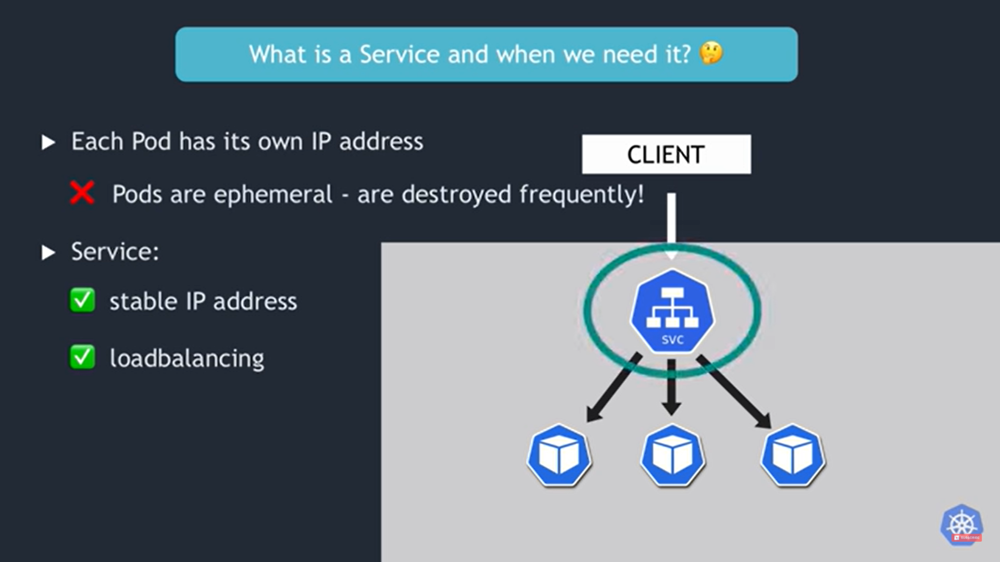 What is a Service and when we need it? 🤔
Each Pod has its own IP address
CLIENT
Pods are ephemeral - are destroyed frequently!
Service:
stable IP address
svc
loadbalancing
SUBSCRIBE